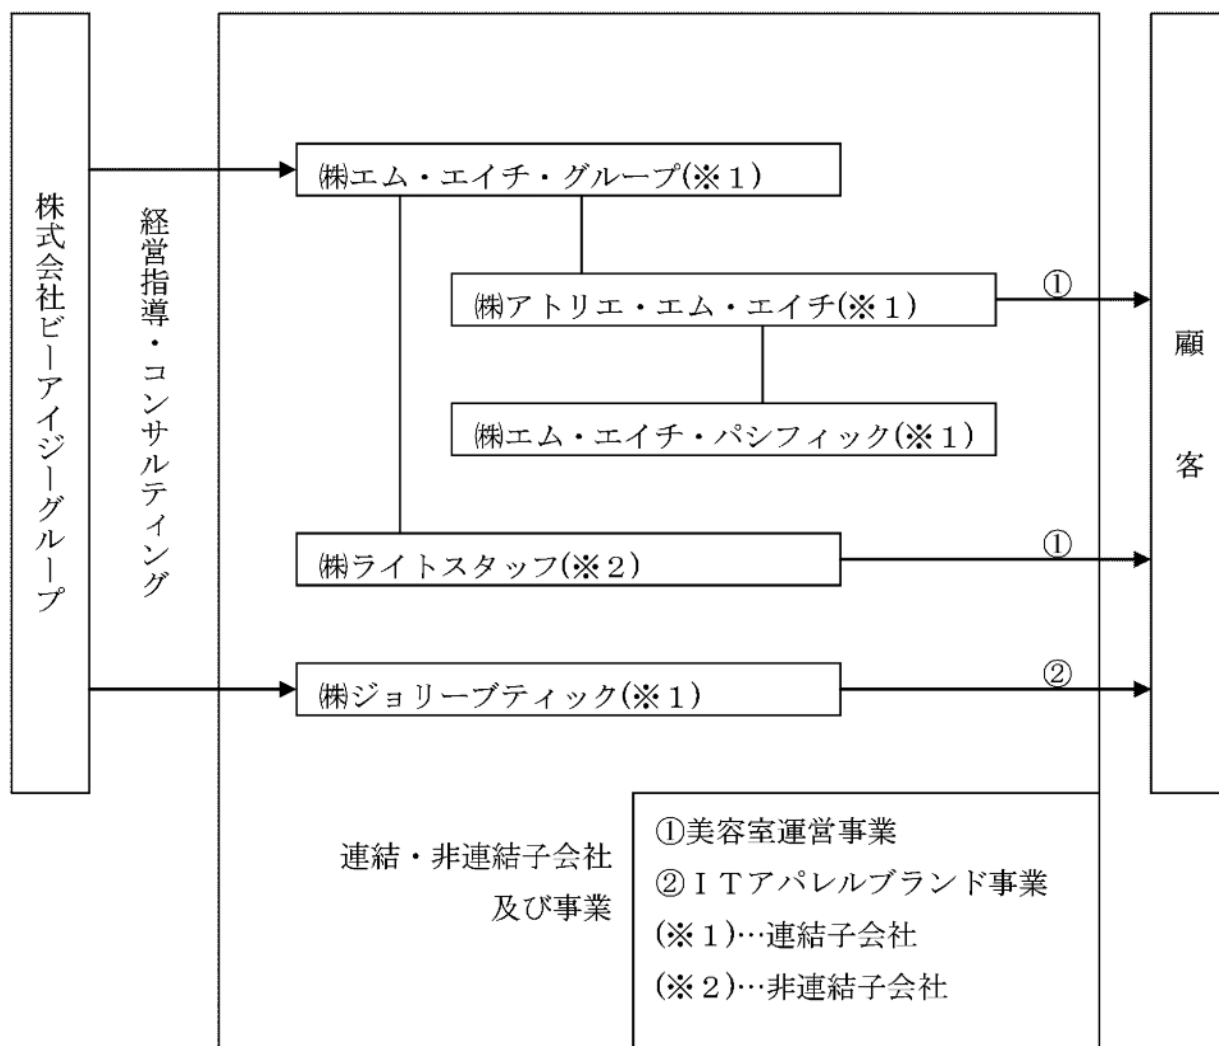 株式会社ビーアイジーグループ
経営指導・コンサルティング
㈱エム・エイチ・グループ(※１)
㈱アトリエ・エム・エイチ(※１)
①
㈱エム・エイチ・パシフィック(※１)
㈱ライトスタッフ(※２)
①
㈱ジョリーブティック(※１)
②
顧客
連結・非連結子会社
及び事業
①美容室運営事業
②ＩＴアパレルブランド事業
(※１)…連結子会社
(※２)…非連結子会社